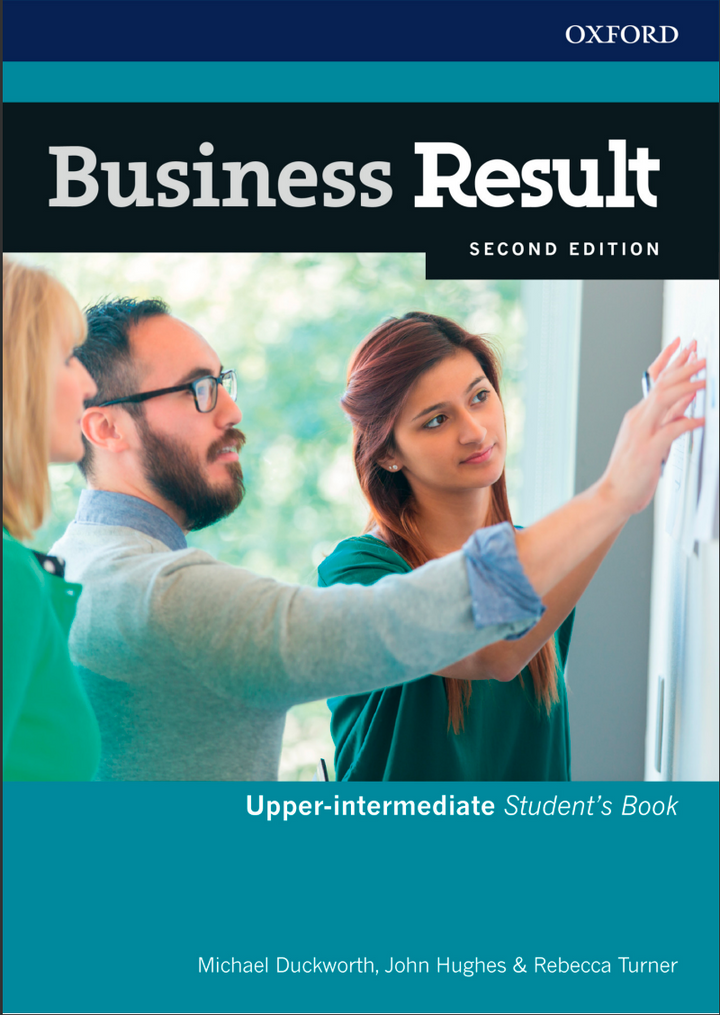 OXFORD
Business Result
SECOND EDITION
Upper-intermediate Student's Book
Michael Duckworth, John Hughes & Rebecca Turner